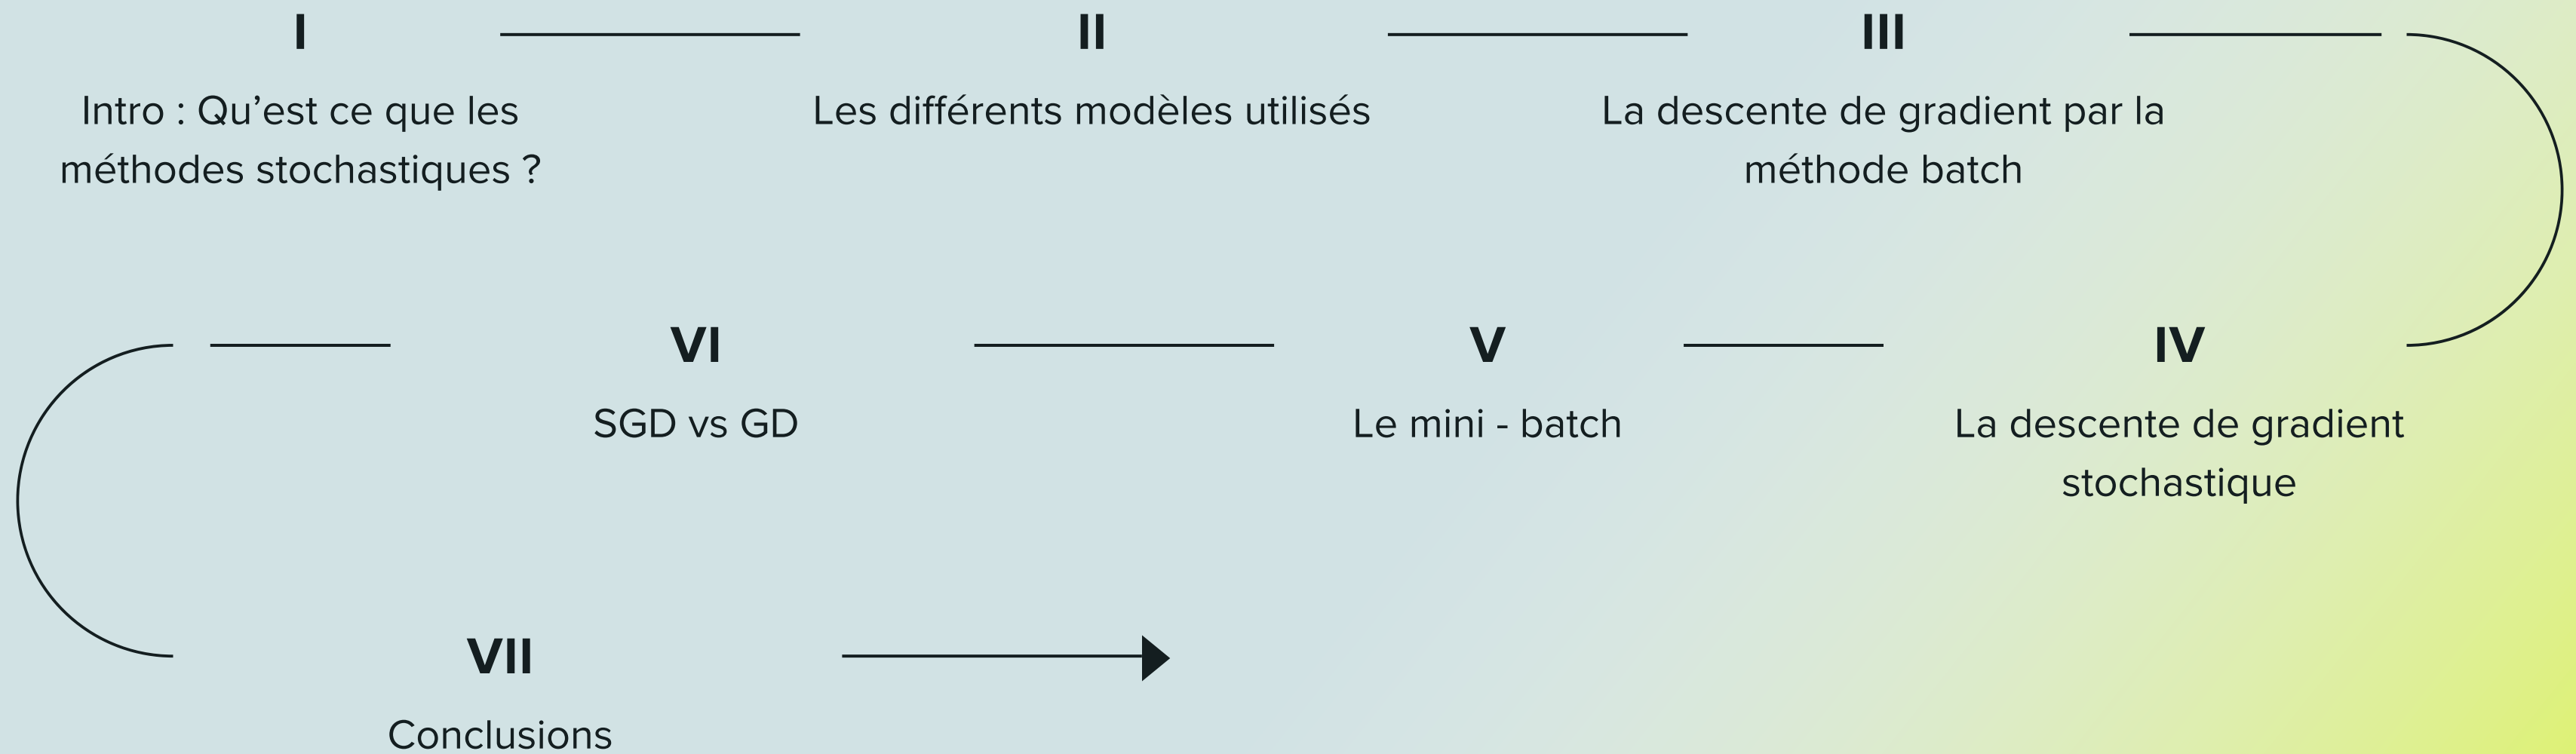 I
Intro : Qu’est ce que les
méthodes stochastiques ?
II
Les différents modèles utilisés
III
La descente de gradient par la
méthode batch
IV
La descente de gradient
stochastique
V
Le mini - batch
VI
SGD vs GD
VII
Conclusions